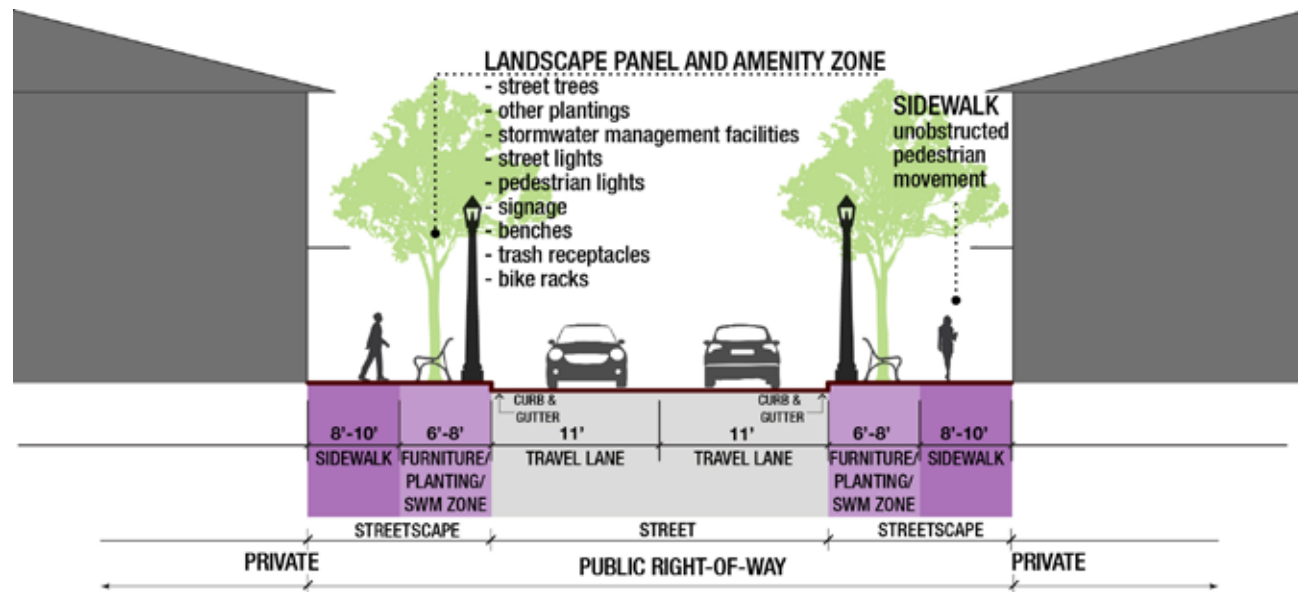 LANDSCAPE PANEL AND AMENITY ZONE
- street trees
- other plantings
- stormwater management facilities
- street lights
- pedestrian lights
- signage
- benches
- trash receptacles
- bike racks
SIDEWALK
unobstructed
pedestrian
movement
CURB &
GUTTER
CURB &
GUTTER
8'-10'
SIDEWALK
6'-8'
FURNITURE/
PLANTING/
SWM ZONE
11'
TRAVEL LANE
11'
TRAVEL LANE
6'-8'
FURNITURE/
PLANTING/
SWM ZONE
8'-10'
SIDEWALK
STREETSCAPE
STREET
STREETSCAPE
PRIVATE
PUBLIC RIGHT-OF-WAY
PRIVATE